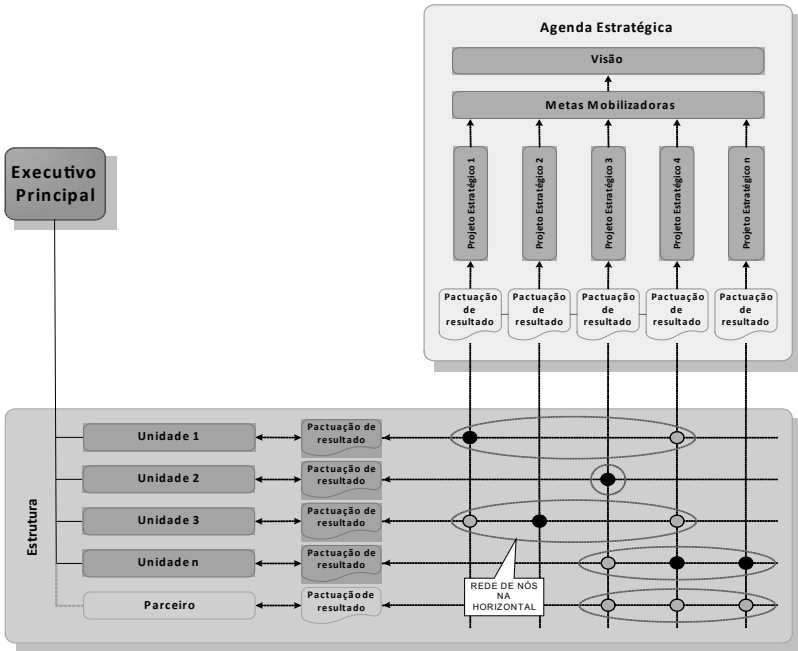 Agenda Estratégica
Visão
Metas Mobilizadoras
Executivo
Principal
Projeto Estratégico 1
Projeto Estratégico 2
Projeto Estratégico 3
Projeto Estratégico 4
Projeto Estratégico n
Pactuação
de
resultado
Pactuação
de
resultado
Pactuação
de
resultado
Pactuação
de
resultado
Pactuação
de
resultado
Estrutura
Unidade 1
Pactuação de
resultado
Unidade 2
Pactuação de
resultado
Unidade 3
Pactuação de
resultado
Unidade n
Pactuação de
resultado
Parceiro
Pactuação de
resultado
REDE DE NÓS
NA
HORIZONTAL